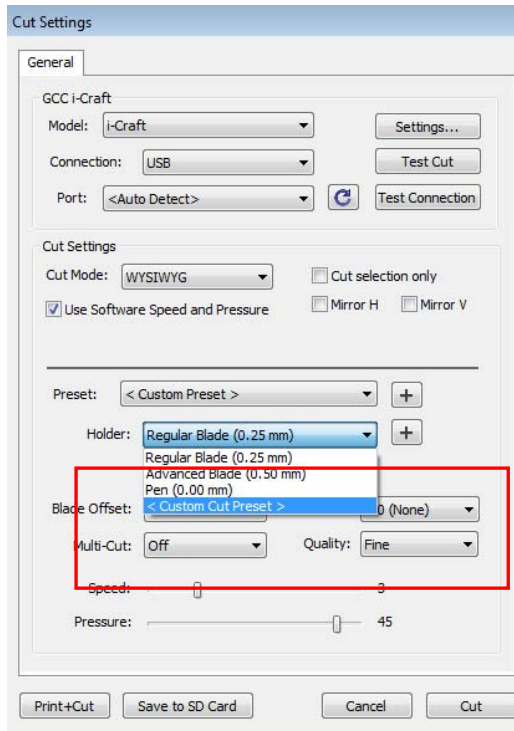 Cut Settings
General
GCC i-Craft
Model: i-Craft Settings...
Connection: USB Test Cut
Port: <Auto Detect> Test Connection
Cut Settings
Cut Mode: WYSIWYG Cut selection only
Use Software Speed and Pressure Mirror H Mirror V
Preset: < Custom Preset > +
Holder: Regular Blade (0.25 mm) +
Regular Blade (0.25 mm)
Advanced Blade (0.50 mm)
Pen (0.00 mm)
Blade Offset: < Custom Cut Preset > 0 (None)
Multi-Cut: Off Quality: Fine
Speed: 3
Pressure: 45
Print+Cut Save to SD Card Cancel Cut